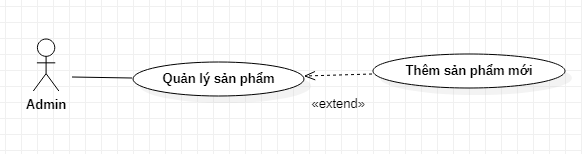 Admin
Quản lý sản phẩm
Thêm sản phẩm mới
«extend»